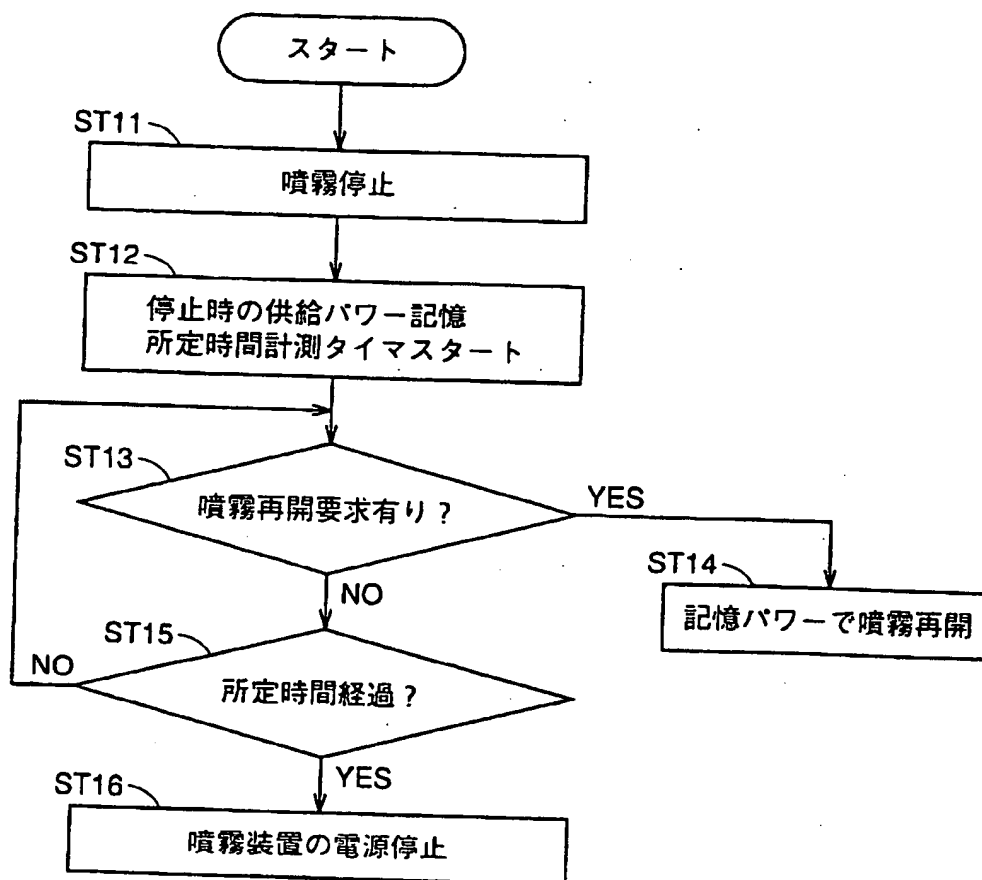 スタート
ST11
噴霧停止
ST12
停止時の供給パワー記憶
所定時間計測タイマスタート
ST13
噴霧再開要求有り？
YES
ST14
記憶パワーで噴霧再開
NO
ST15
NO
所定時間経過？
YES
ST16
噴霧装置の電源停止